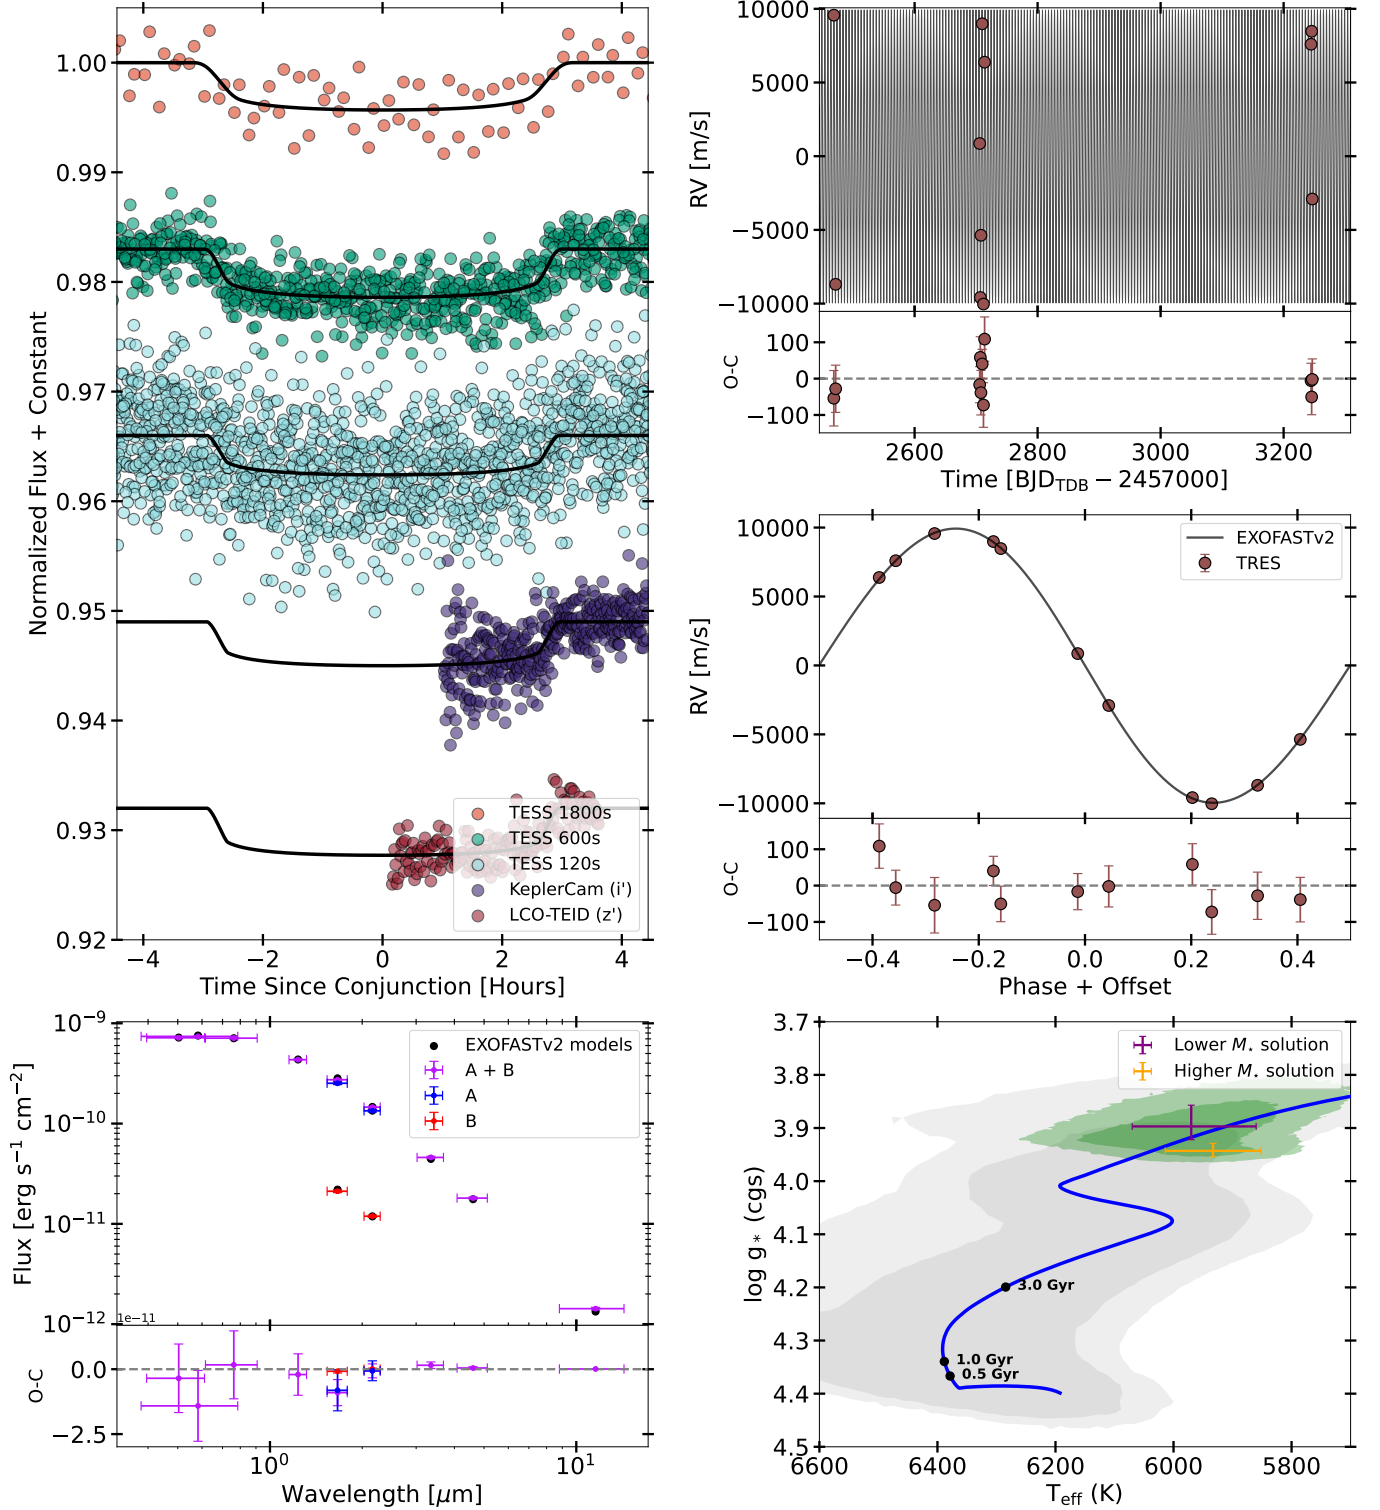 1.00
0.99
0.98
0.97
0.96
0.95
0.94
0.93
0.92
Normalized Flux + Constant
TESS 1800s
TESS 600s
TESS 120s
KeplerCam (i')
LCO-TEID (z')
−4 −2 0 2 4
Time Since Conjunction [Hours]
10000
5000
0
−5000
−10000
RV [m/s]
100
0
−100
O-C
2600 2800 3000 3200
Time [BJD_TDB − 2457000]
10000
5000
0
−5000
−10000
RV [m/s]
EXOFASTv2
TRES
100
0
−100
O-C
−0.4 −0.2 0.0 0.2 0.4
Phase + Offset
10⁻⁹
10⁻¹⁰
10⁻¹¹
10⁻¹²
Flux [erg s⁻¹ cm⁻²]
EXOFASTv2 models
A + B
A
B
1e−11
0.0
−2.5
O-C
10⁰ 10¹
Wavelength [μm]
3.7
3.8
3.9
4.0
4.1
4.2
4.3
4.4
4.5
log g* (cgs)
Lower M⋆ solution
Higher M⋆ solution
3.0 Gyr
1.0 Gyr
0.5 Gyr
6600 6400 6200 6000 5800
T_eff (K)